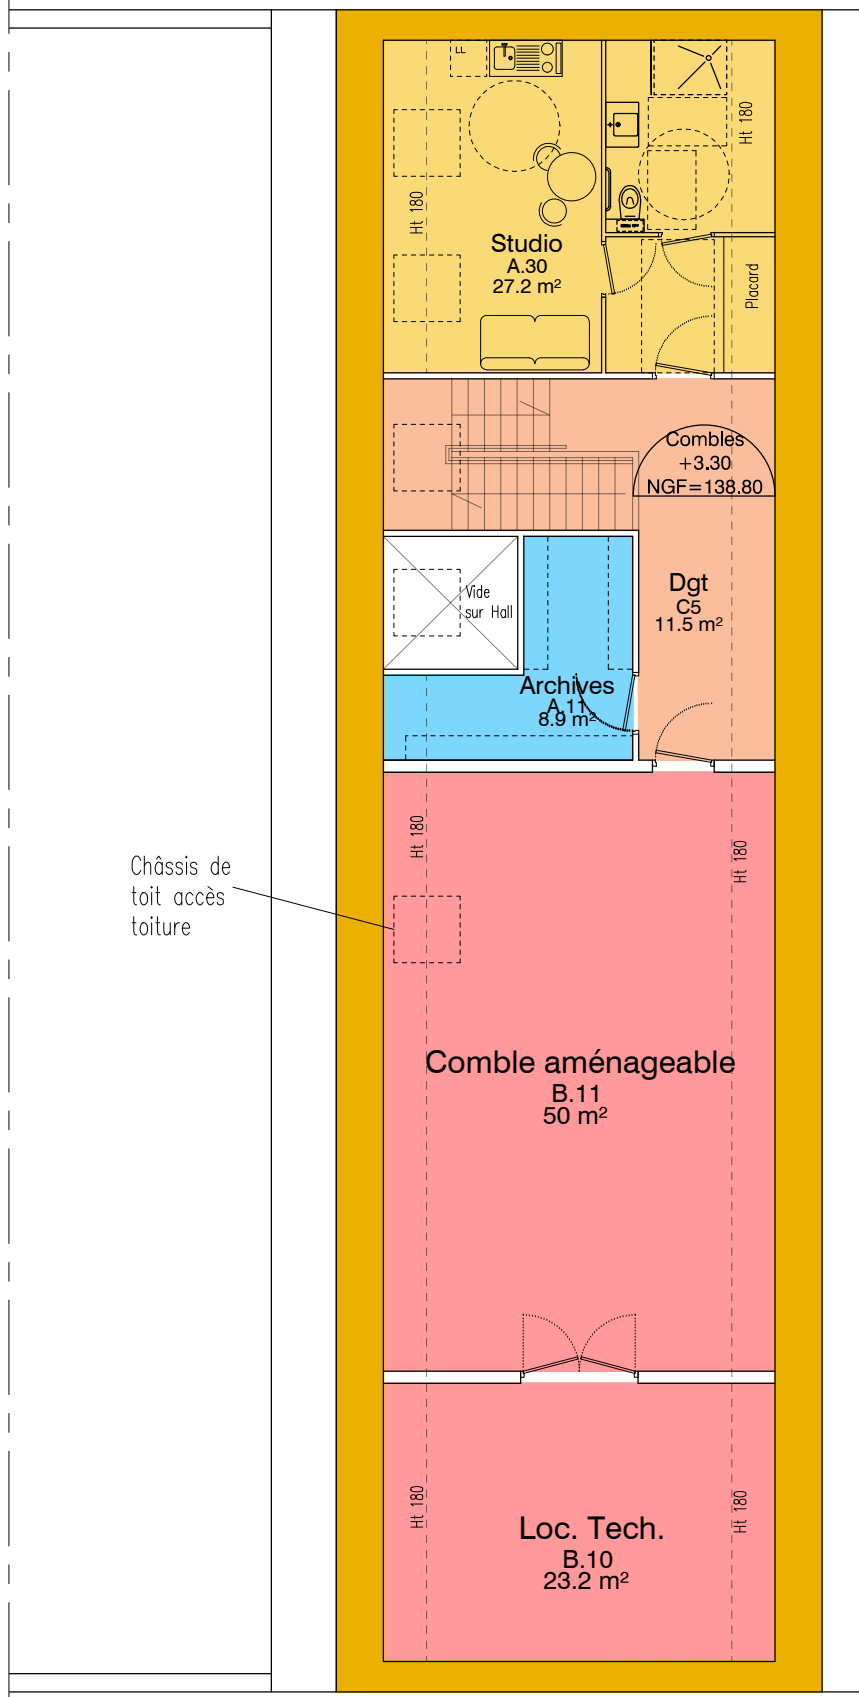 LL
Ht 180
Ht 180
Studio
A.30
27.2 m²
Placard
Combles
+3.30
NGF=138.80
Vide
sur Hall
Dgt
C5
11.5 m²
Archives
A.11
8.9 m²
Ht 180
Ht 180
Châssis de
toit accès
toiture
Comble aménageable
B.11
50 m²
Ht 180
Ht 180
Loc. Tech.
B.10
23.2 m²